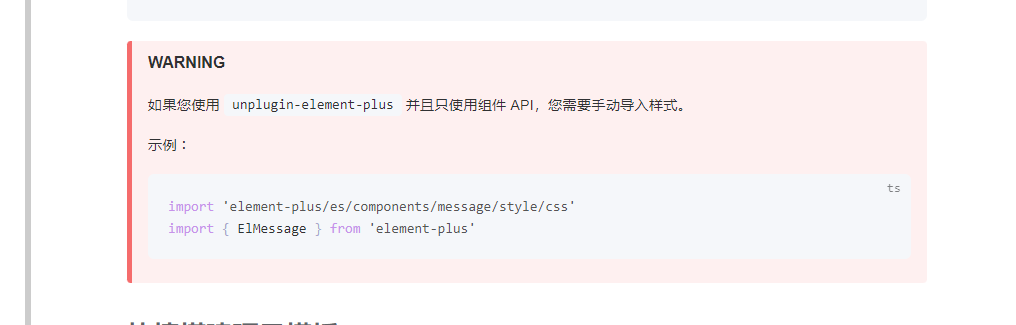 WARNING
如果您使用 unplugin-element-plus 并且只使用组件 API，您需要手动导入样式。
示例：
ts
import 'element-plus/es/components/message/style/css'
import { ElMessage } from 'element-plus'